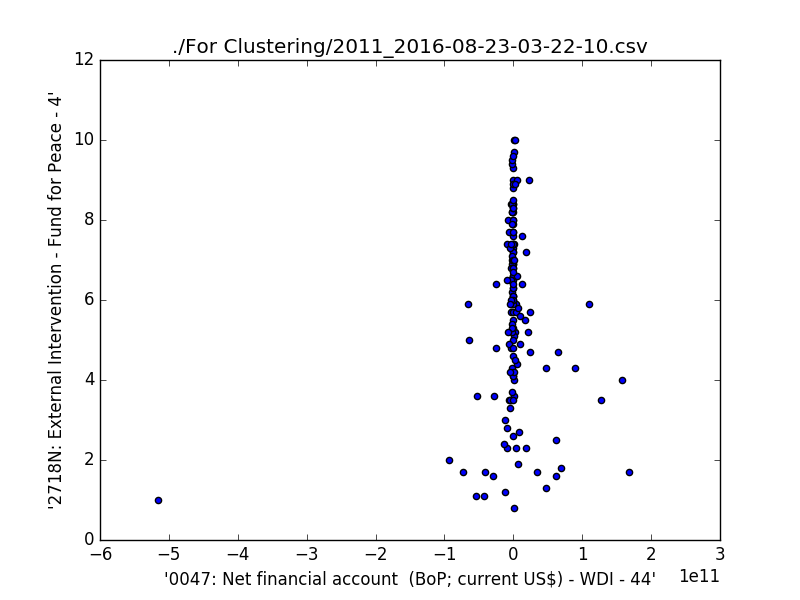 ./For Clustering/2011_2016-08-23-03-22-10.csv
12
10
8
6
4
2
0
'2718N: External Intervention - Fund for Peace - 4'
−6 −5 −4 −3 −2 −1 0 1 2 3
1e11
'0047: Net financial account  (BoP; current US$) - WDI - 44'